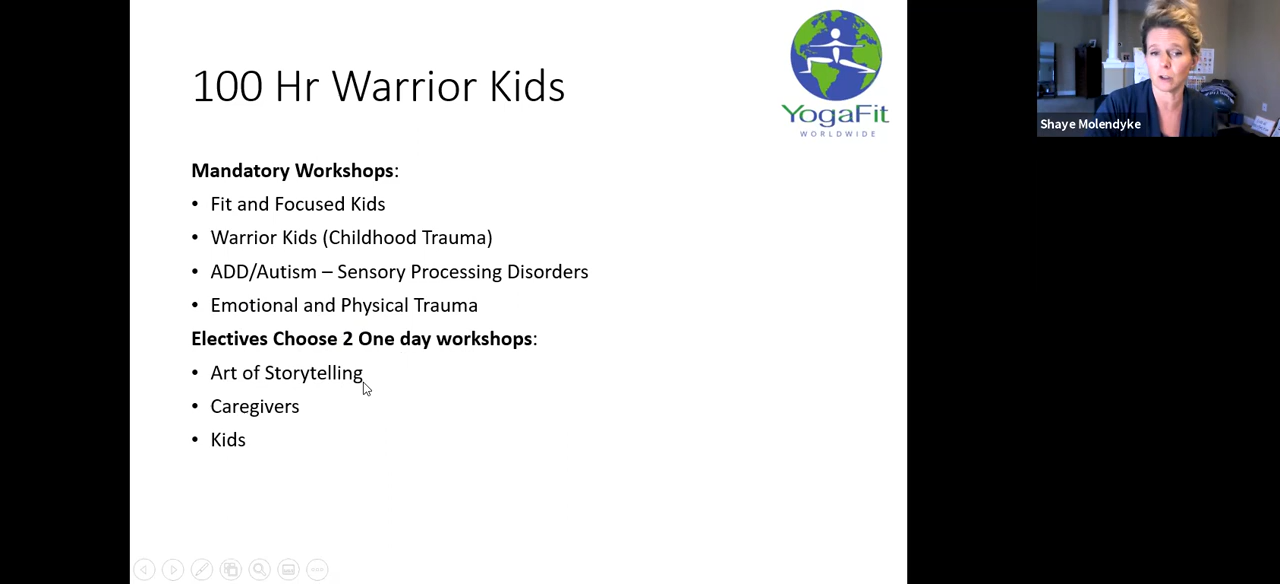 100 Hr Warrior Kids
YogaFit
WORLDWIDE
Mandatory Workshops:
• Fit and Focused Kids
• Warrior Kids (Childhood Trauma)
• ADD/Autism – Sensory Processing Disorders
• Emotional and Physical Trauma
Electives Choose 2 One day workshops:
• Art of Storytelling
• Caregivers
• Kids
Shaye Molendyke